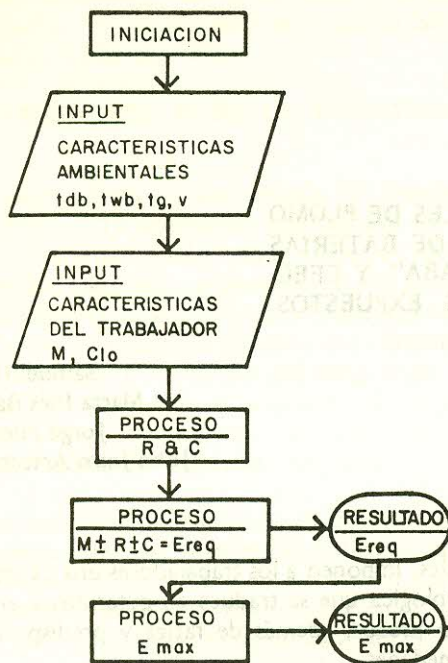 INICIACION
INPUT
CARACTERISTICAS
AMBIENTALES
tdb, twb, tg, v
INPUT
CARACTERISTICAS
DEL TRABAJADOR
M, Clo
PROCESO
R & C
PROCESO
M ± R ± C = Ereq
RESULTADO
Ereq
PROCESO
E max
RESULTADO
E max